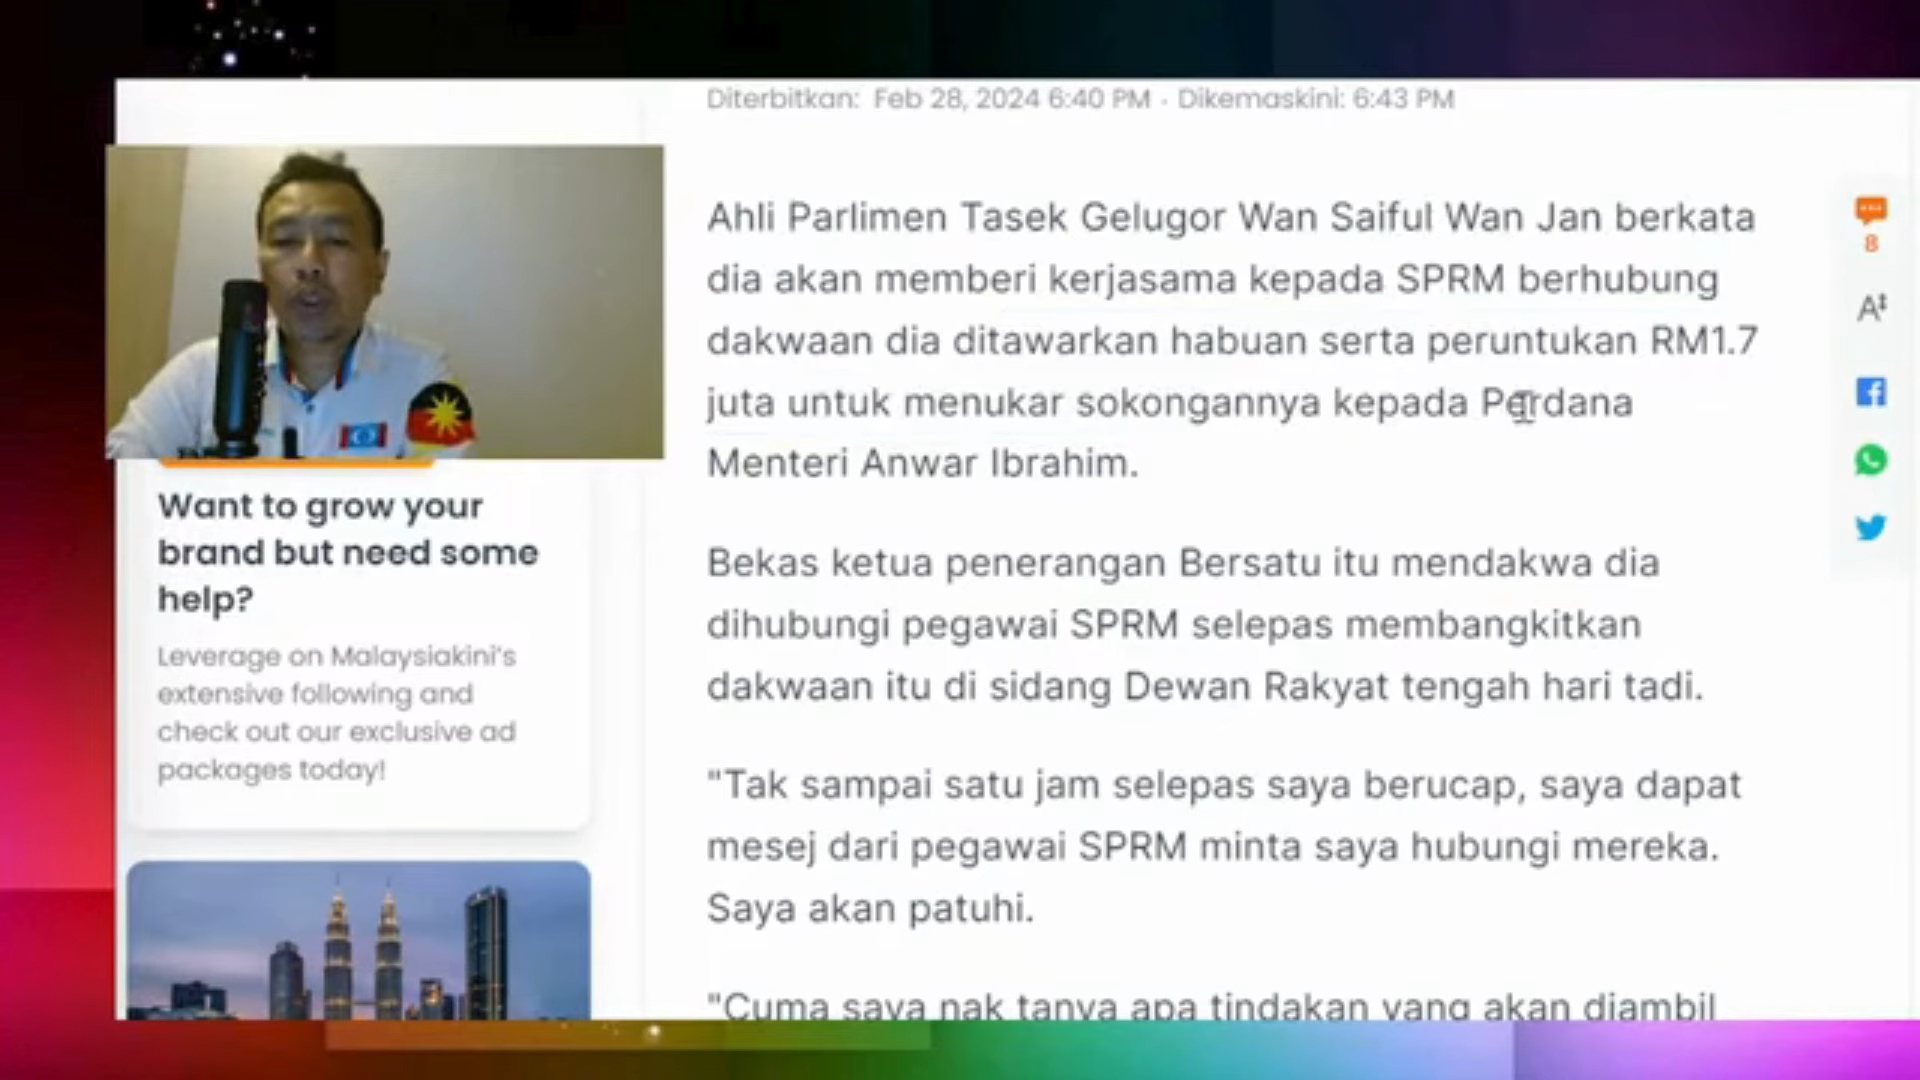 Diterbitkan: Feb 28, 2024 6:40 PM · Dikemaskini: 6:43 PM
Ahli Parlimen Tasek Gelugor Wan Saiful Wan Jan berkata
dia akan memberi kerjasama kepada SPRM berhubung
dakwaan dia ditawarkan habuan serta peruntukan RM1.7
juta untuk menukar sokongannya kepada Perdana
Menteri Anwar Ibrahim.
Bekas ketua penerangan Bersatu itu mendakwa dia
dihubungi pegawai SPRM selepas membangkitkan
dakwaan itu di sidang Dewan Rakyat tengah hari tadi.
"Tak sampai satu jam selepas saya berucap, saya dapat
mesej dari pegawai SPRM minta saya hubungi mereka.
Saya akan patuhi.
"Cuma saya nak tanya apa tindakan yang akan diambil
Want to grow your
brand but need some
help?
Leverage on Malaysiakini's
extensive following and
check out our exclusive ad
packages today!
8
A